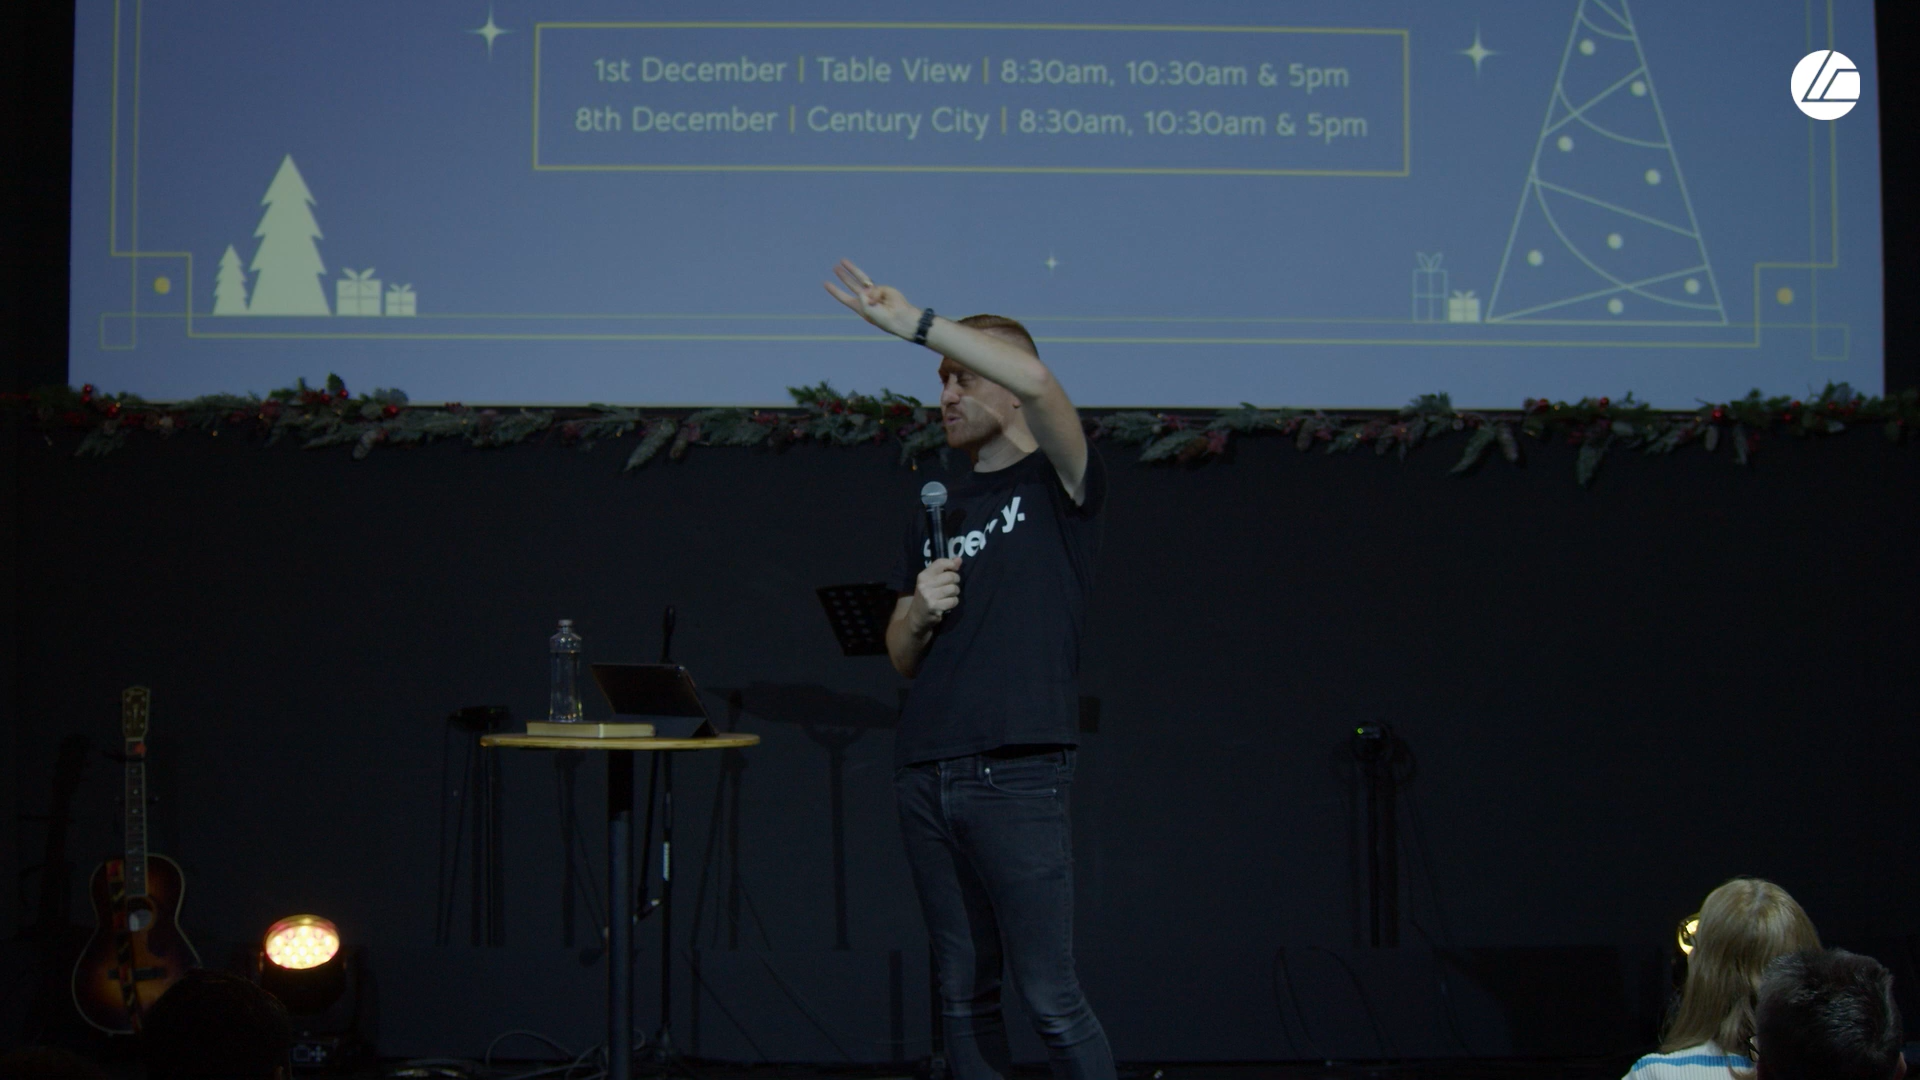 1st December | Table View | 8:30am, 10:30am & 5pm
8th December | Century City | 8:30am, 10:30am & 5pm